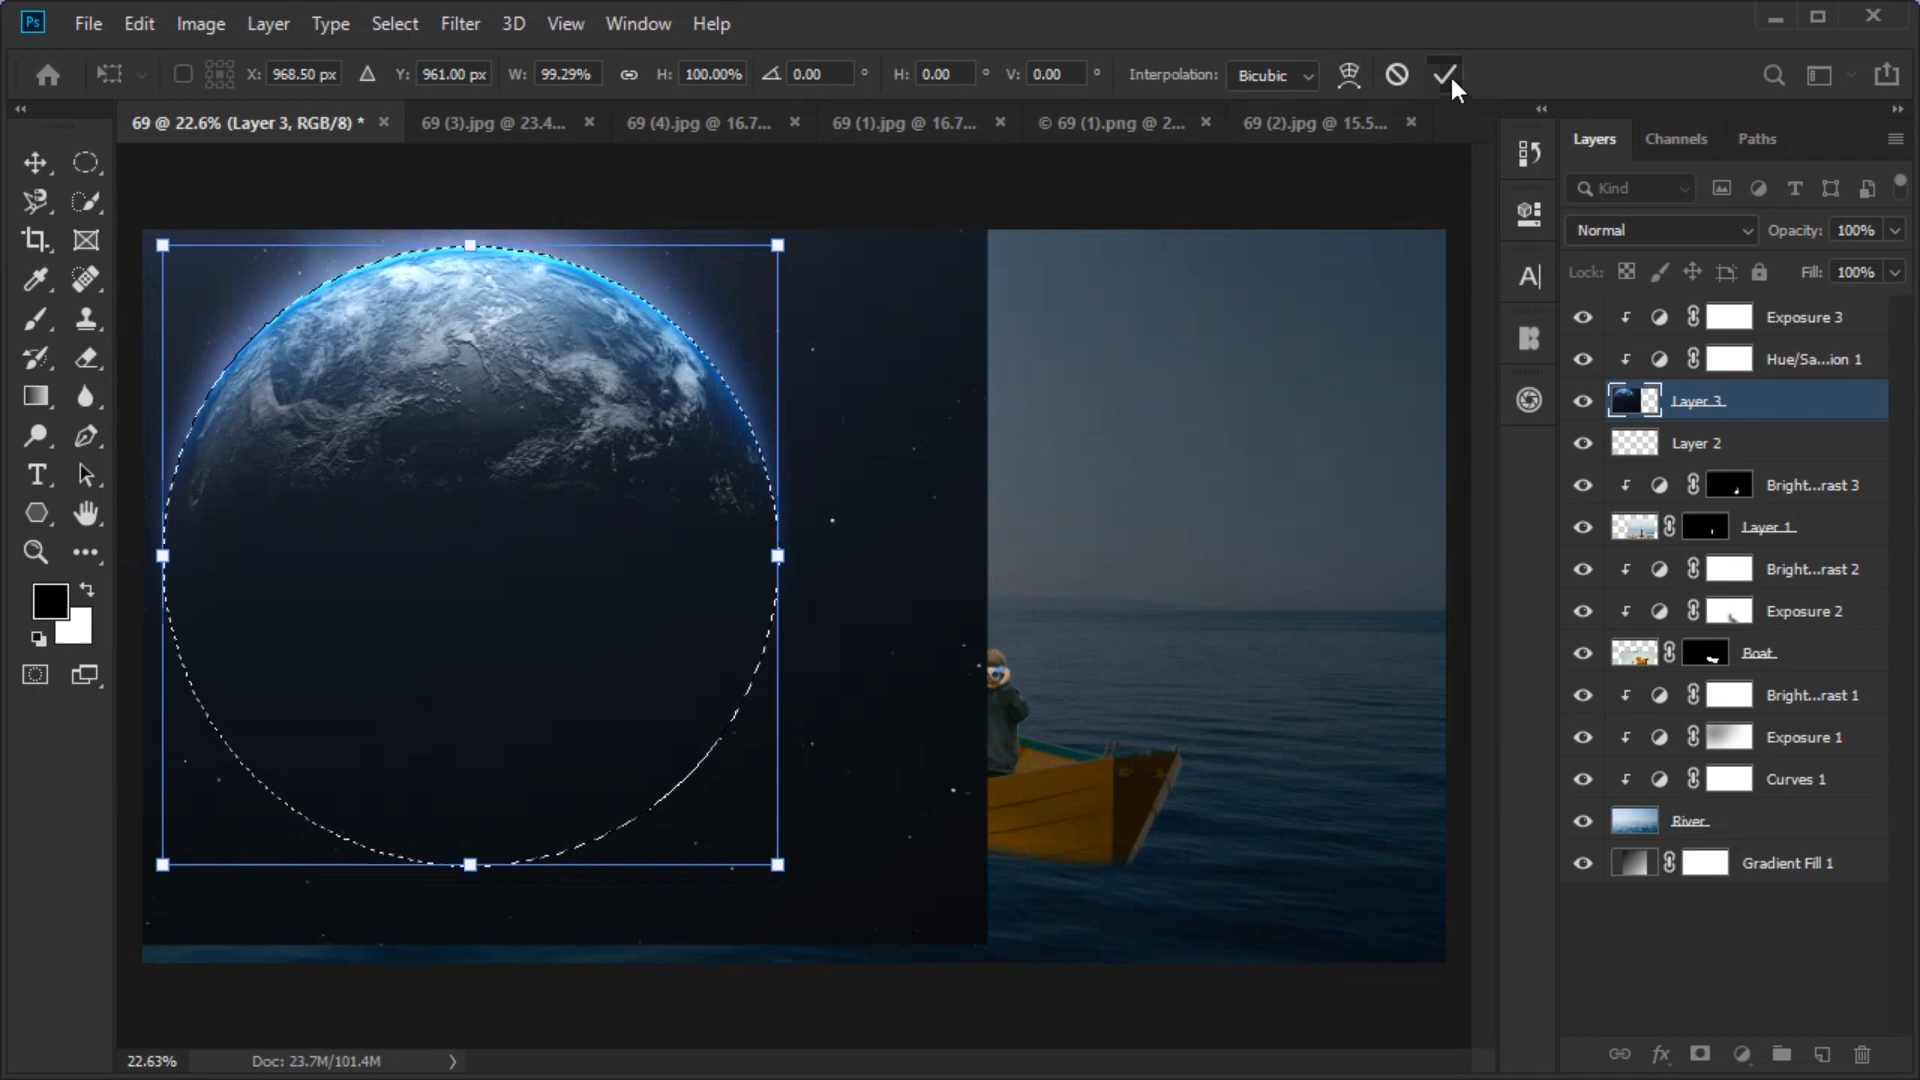 Ps File Edit Image Layer Type Select Filter 3D View Window Help
X: 968.50 px Y: 961.00 px W: 99.29% H: 100.00% 0.00 ° H: 0.00 ° V: 0.00 ° Interpolation: Bicubic
69 @ 22.6% (Layer 3, RGB/8) * 69 (3).jpg @ 23.4... 69 (4).jpg @ 16.7... 69 (1).jpg @ 16.7... © 69 (1).png @ 2... 69 (2).jpg @ 15.5...
Layers Channels Paths
Kind
Normal Opacity: 100%
Lock: Fill: 100%
Exposure 3
Hue/Sa...ion 1
Layer 3
Layer 2
Bright...rast 3
Layer 1
Bright...rast 2
Exposure 2
Boat
Bright...rast 1
Exposure 1
Curves 1
River
Gradient Fill 1
fx
22.63% Doc: 23.7M/101.4M